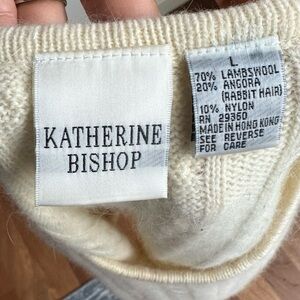 KATHERINE
BISHOP
L
70% LAMBSWOOL
20% ANGORA
(RABBIT HAIR)
10% NYLON
RN 29360
MADE IN HONG KONG
SEE REVERSE
FOR CARE